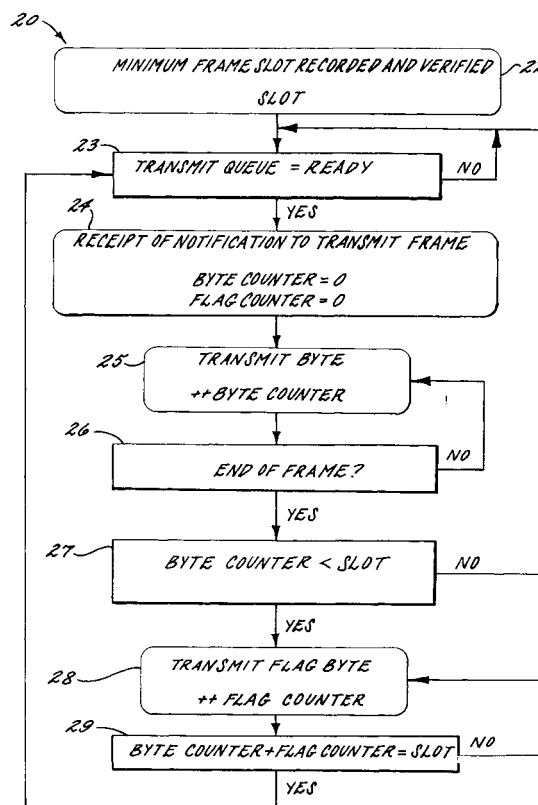 20
MINIMUM FRAME SLOT RECORDED AND VERIFIED
SLOT
23
TRANSMIT QUEUE = READY
NO
YES
24
RECEIPT OF NOTIFICATION TO TRANSMIT FRAME
BYTE COUNTER = 0
FLAG COUNTER = 0
25
TRANSMIT BYTE
++ BYTE COUNTER
26
END OF FRAME?
NO
YES
27
BYTE COUNTER < SLOT
NO
YES
28
TRANSMIT FLAG BYTE
++ FLAG COUNTER
29
BYTE COUNTER + FLAG COUNTER = SLOT
NO
YES